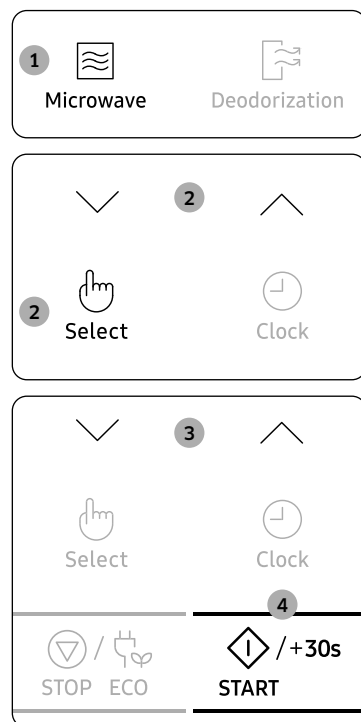 1
Microwave Deodorization
2
2
Select Clock
3
Select Clock
4
/ /+30s
STOP ECO START